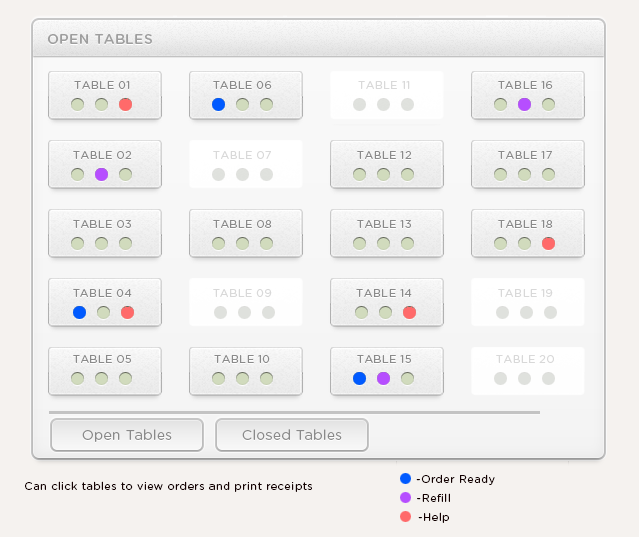 OPEN TABLES
TABLE 01
TABLE 06
TABLE 11
TABLE 16
TABLE 02
TABLE 07
TABLE 12
TABLE 17
TABLE 03
TABLE 08
TABLE 13
TABLE 18
TABLE 04
TABLE 09
TABLE 14
TABLE 19
TABLE 05
TABLE 10
TABLE 15
TABLE 20
Open Tables
Closed Tables
Can click tables to view orders and print receipts
-Order Ready
-Refill
-Help